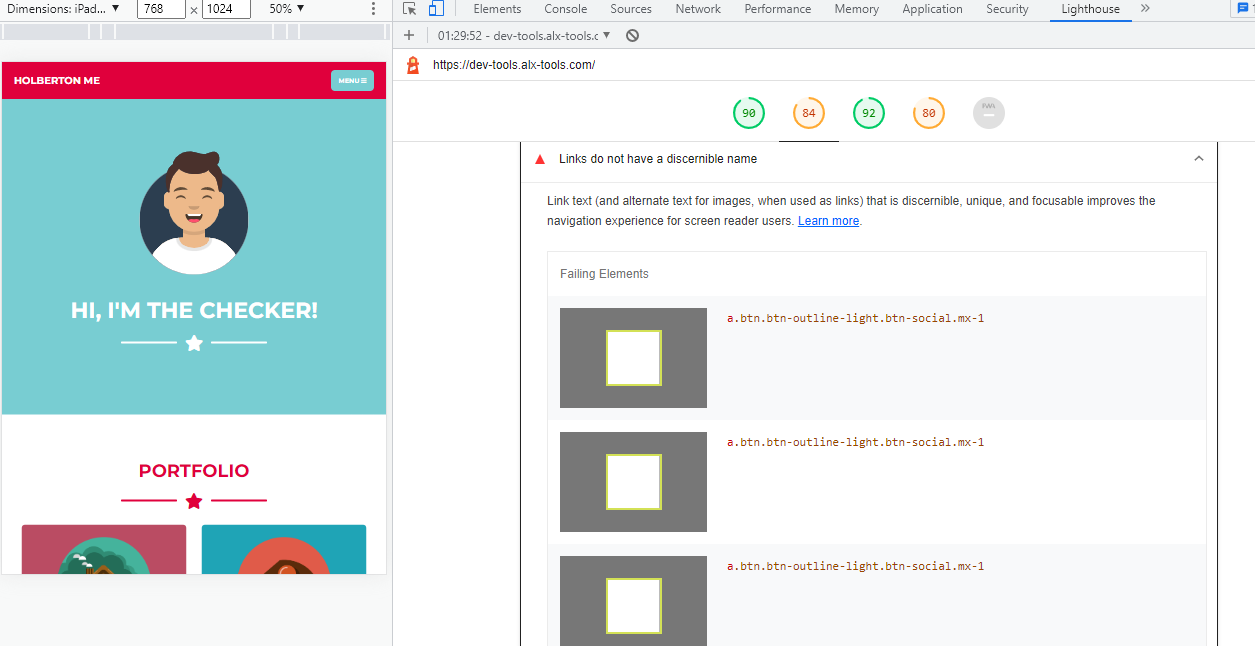 Dimensions: iPad... ▼ 768 × 1024 50% ▼
Elements Console Sources Network Performance Memory Application Security Lighthouse »
01:29:52 - dev-tools.alx-tools.c ▼
https://dev-tools.alx-tools.com/
HOLBERTON ME
MENU
90 84 92 80 PWA
Links do not have a discernible name
Link text (and alternate text for images, when used as links) that is discernible, unique, and focusable improves the
navigation experience for screen reader users. Learn more.
Failing Elements
a.btn.btn-outline-light.btn-social.mx-1
a.btn.btn-outline-light.btn-social.mx-1
a.btn.btn-outline-light.btn-social.mx-1
HI, I'M THE CHECKER!
PORTFOLIO